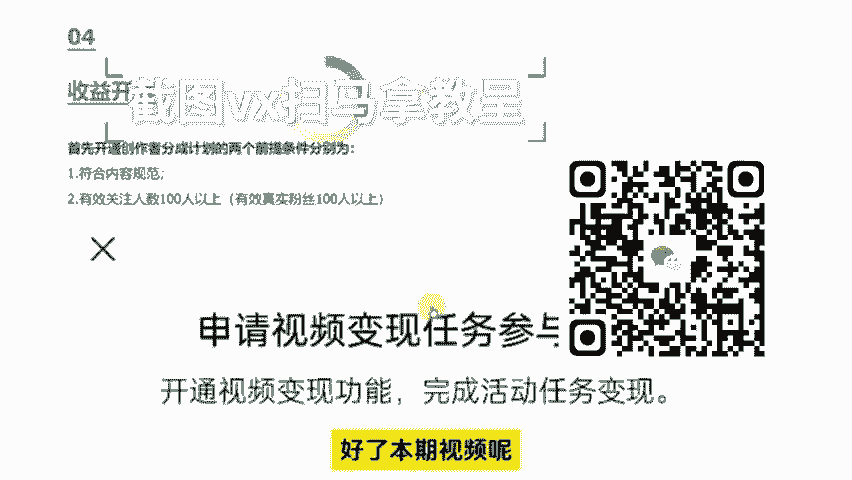 04
收益开
截图vx扫马拿教呈
首先开通创作者分成计划的两个前提条件分别为：
1.符合内容规范；
2.有效关注人数100人以上（有效真实粉丝100人以上）
申请视频变现任务参与
开通视频变现功能，完成活动任务变现。
好了本期视频呢